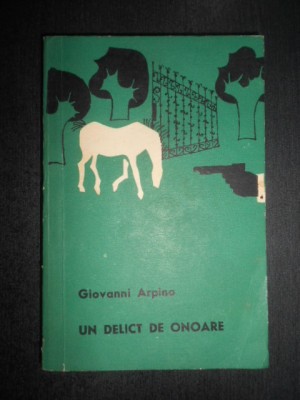 Giovanni Arpino
UN DELICT DE ONOARE